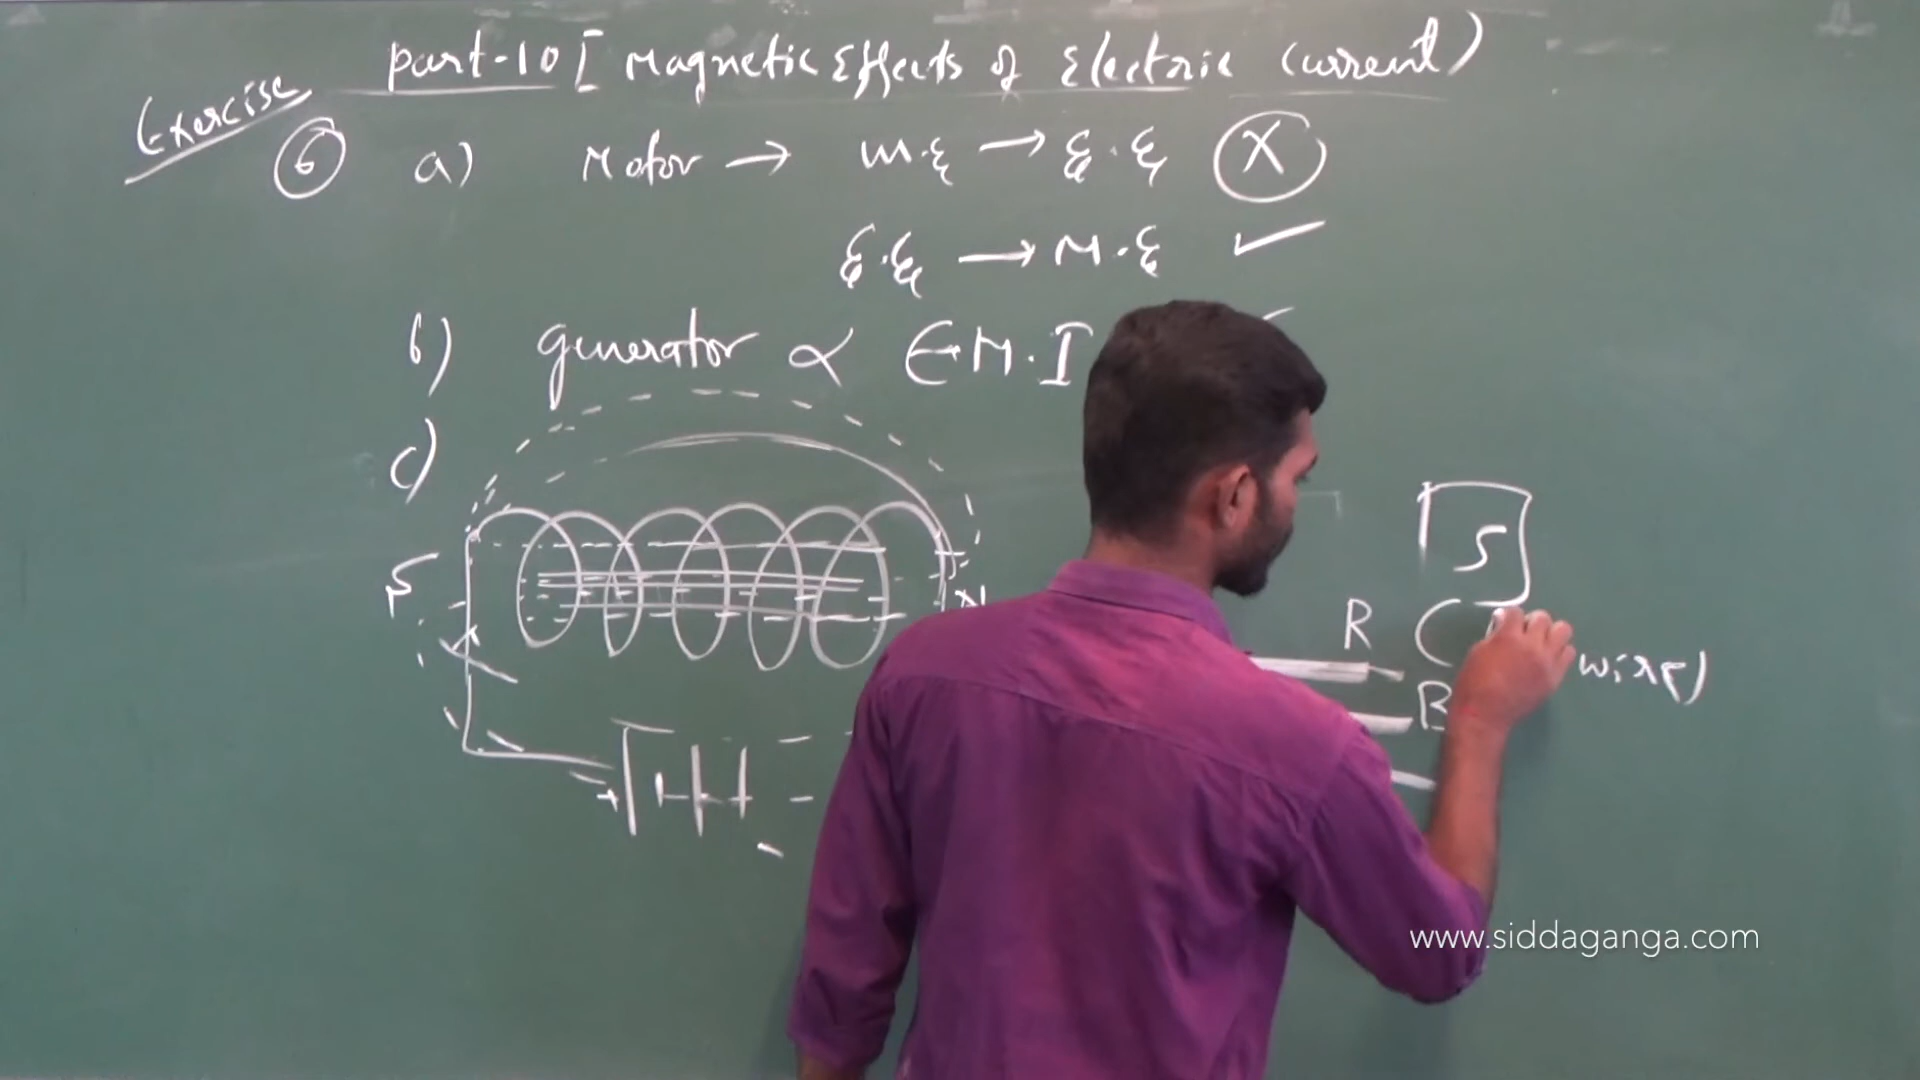 part-10 [Magnetic Effects of Electric Current)
Exercise
6 a) Motor → M.E → E.E X
E.E → M.E ✓
b) generator ∝ E.M.I
c)
S
S N
R wire)
B
+ -
www.siddaganga.com